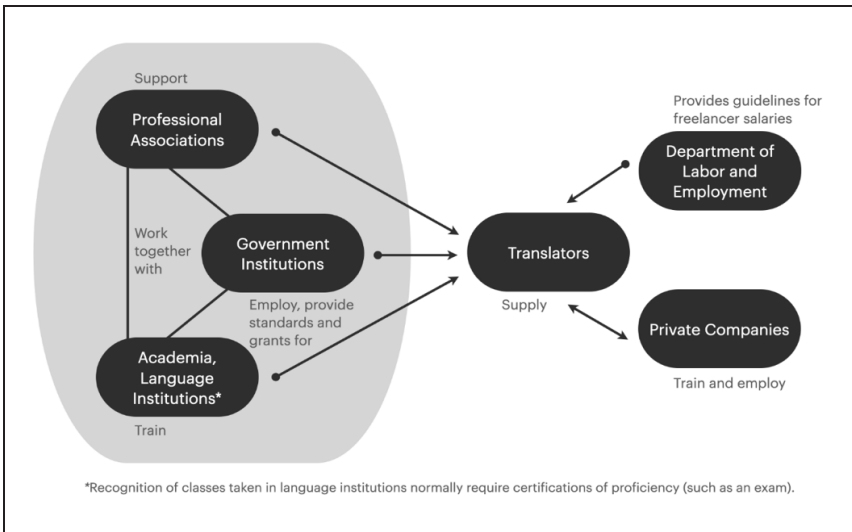 Support
Professional
Associations
Work
together
with
Government
Institutions
Employ, provide
standards and
grants for
Academia,
Language
Institutions*
Train
Translators
Supply
Provides guidelines for
freelancer salaries
Department of
Labor and
Employment
Private Companies
Train and employ
*Recognition of classes taken in language institutions normally require certifications of proficiency (such as an exam).